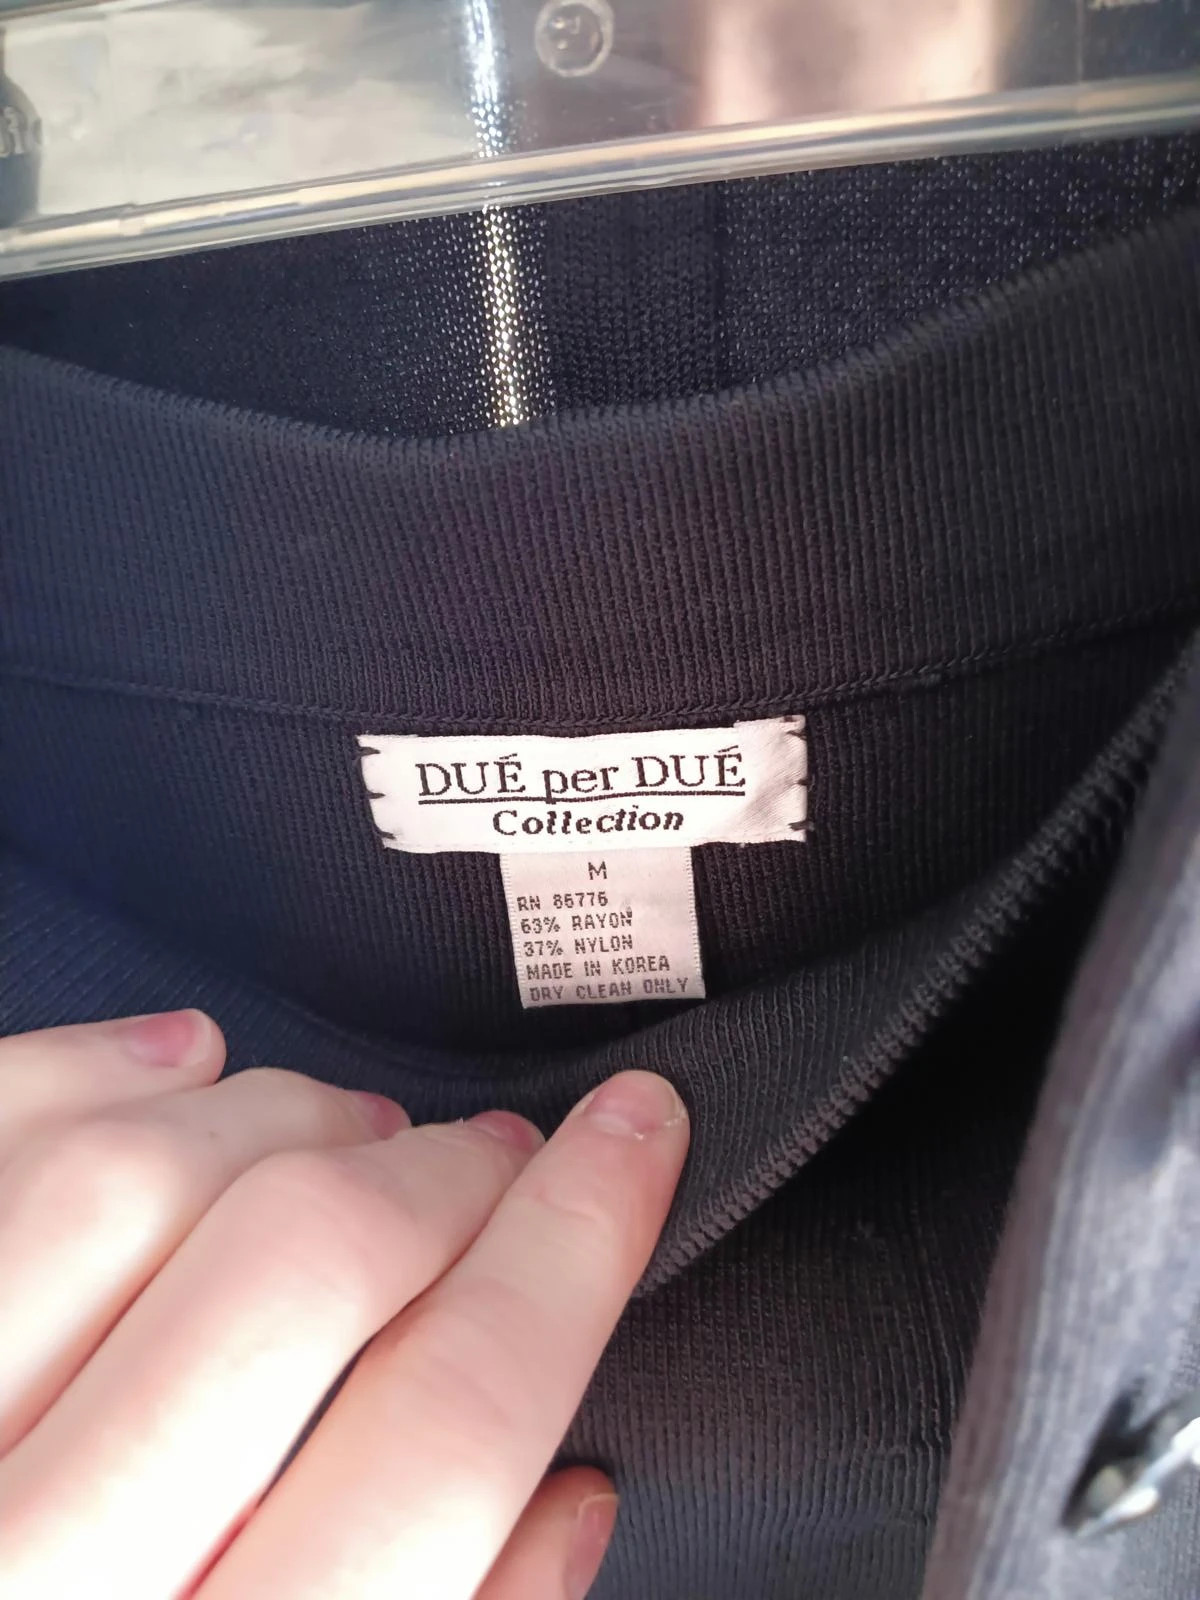 DUÉ per DUÉ
Collection
M
RN 86776
63% RAYON
37% NYLON
MADE IN KOREA
DRY CLEAN ONLY